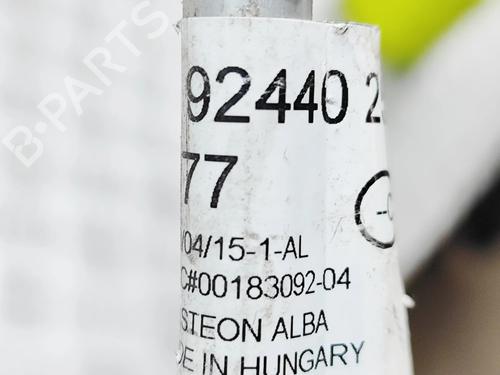 B-PARTS
92440 2
77
/04/15-1-AL
C#00183092-04
STEON ALBA
DE IN HUNGARY